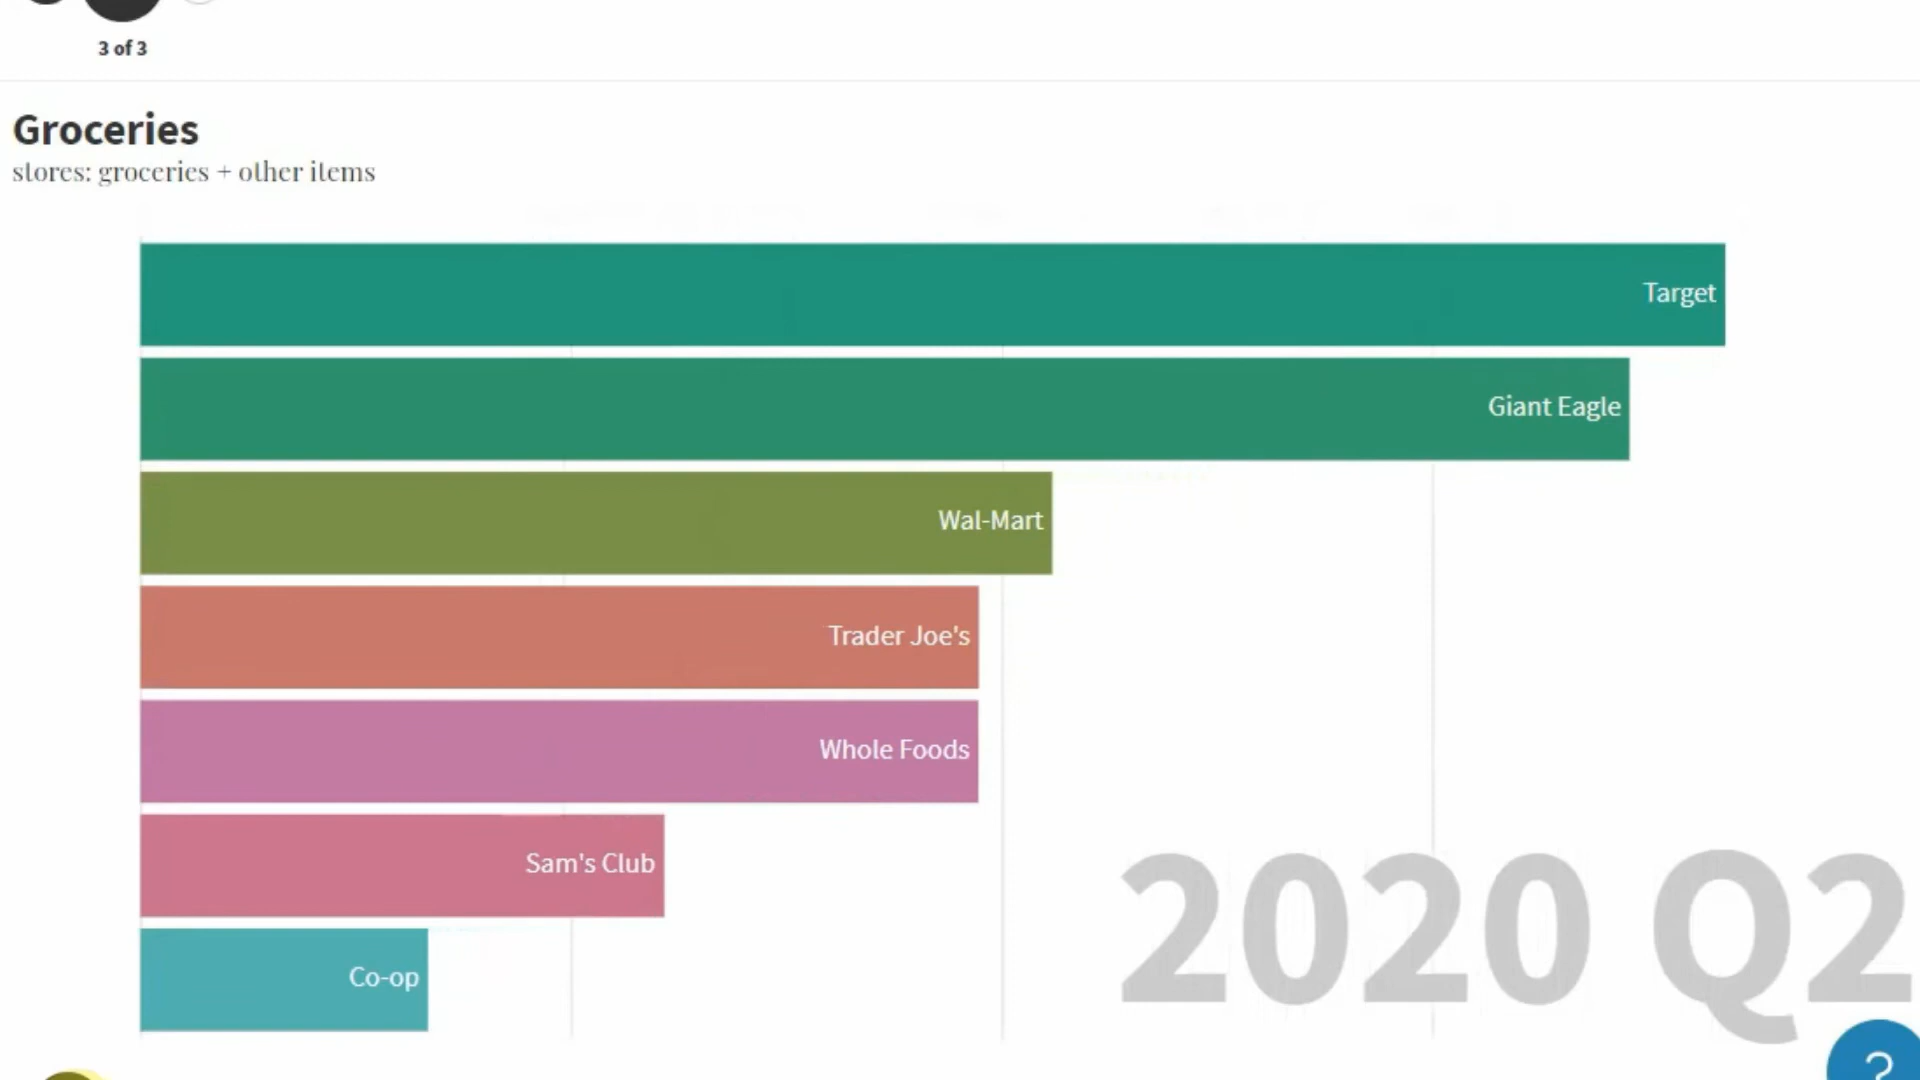 3 of 3
Groceries
stores: groceries + other items
Target
Giant Eagle
Wal-Mart
Trader Joe's
Whole Foods
Sam's Club
Co-op
2020 Q2
?